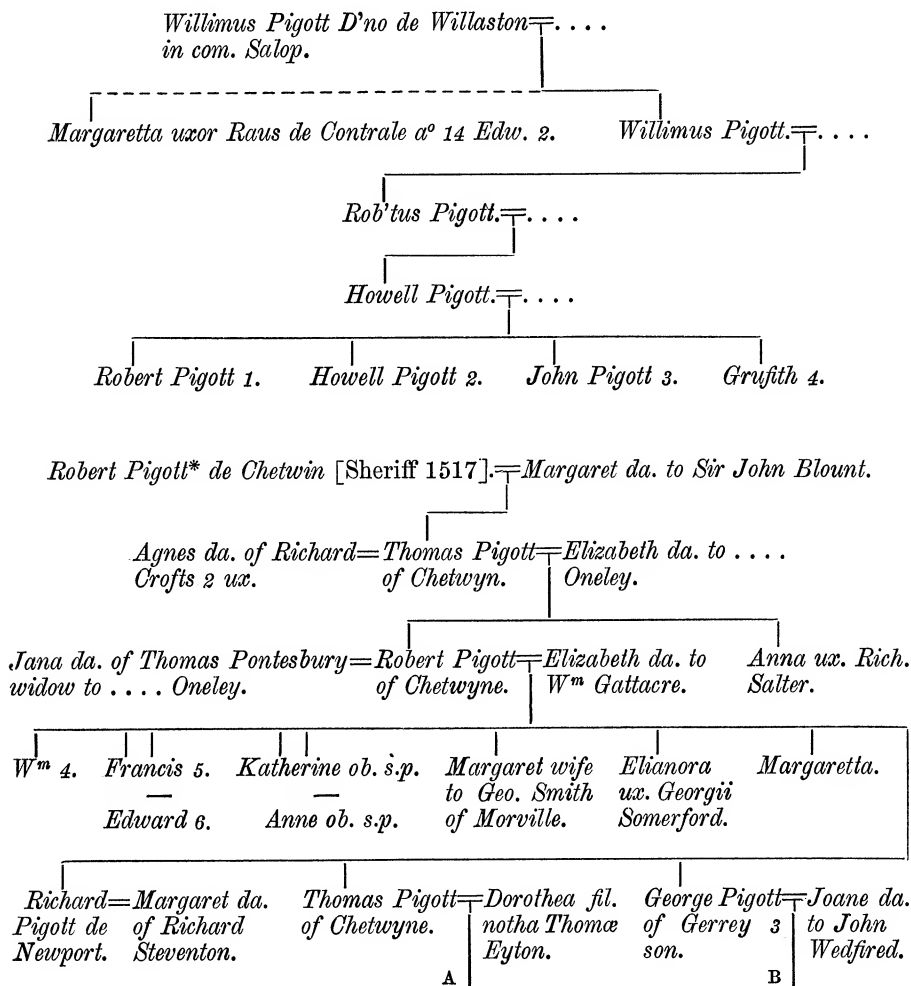 Willimus Pigott D'no de Willaston=. . . .
in com. Salop.
Margaretta uxor Raus de Contrale aº 14 Edw. 2. Willimus Pigott.=. . . .
Rob'tus Pigott.=. . . .
Howell Pigott.=. . . .
Robert Pigott 1. Howell Pigott 2. John Pigott 3. Grufith 4.
Robert Pigott* de Chetwin [Sheriff 1517].=Margaret da. to Sir John Blount.
Agnes da. of Richard=Thomas Pigott=Elizabeth da. to . . . .
Crofts 2 ux. of Chetwyn. Oneley.
Jana da. of Thomas Pontesbury=Robert Pigott=Elizabeth da. to Anna ux. Rich.
widow to . . . . Oneley. of Chetwyne. Wᵐ Gattacre. Salter.
Wᵐ 4. Francis 5. Katherine ob. s.p. Margaret wife Elianora Margaretta.
— — to Geo. Smith ux. Georgii
Edward 6. Anne ob. s.p. of Morville. Somerford.
Richard=Margaret da. Thomas Pigott=Dorothea fil. George Pigott=Joane da.
Pigott de of Richard of Chetwyne. notha Thomæ of Gerrey 3 to John
Newport. Steventon. Eyton. son. Wedfired.
A B